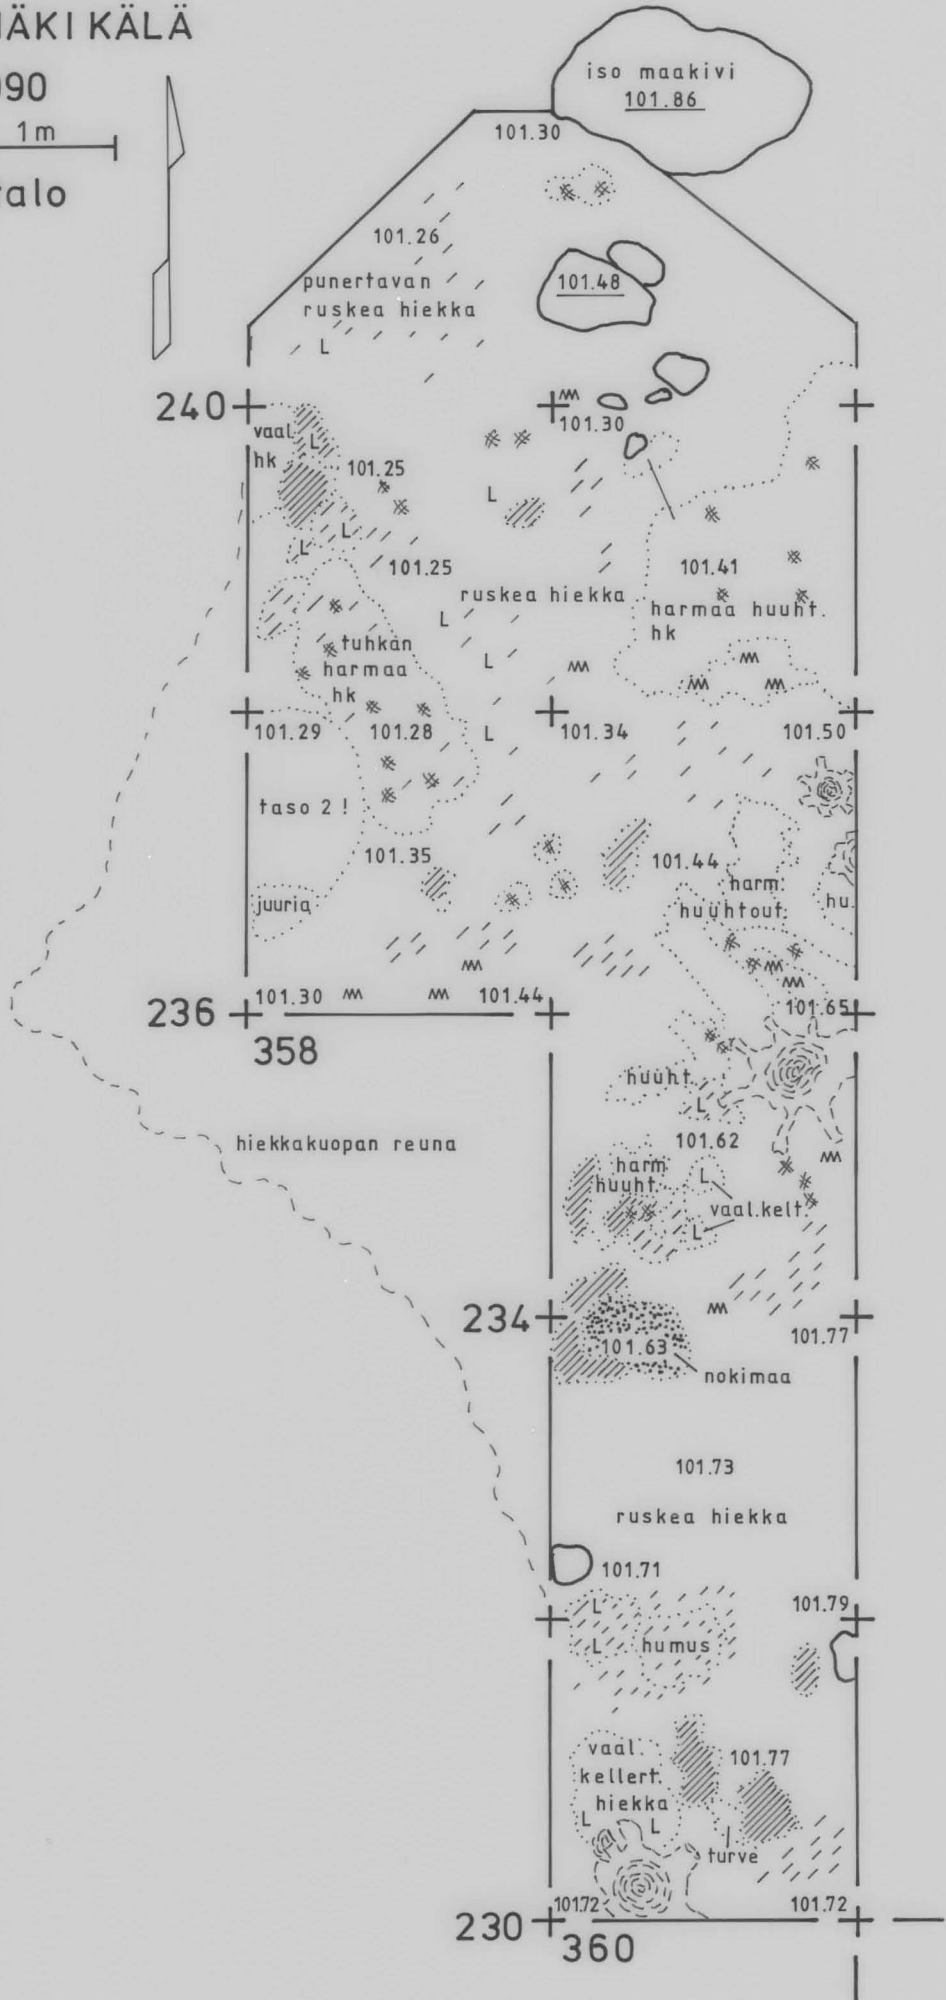 ÄKI KÄLÄ
90
1m
alo
iso maakivi
101.86
101.30
101.26
punertavan
ruskea hiekka
101.48
L
240
101.30
vaal.
hk
L
101.25
L
L
L
101.25
101.41
ruskea hiekka
harmaa huuht.
hk
L
tuhkan
harmaa
hk
L
101.29
101.28
L
101.34
101.50
taso 2 !
101.35
101.44
harm.
huuhtout.
hu.
juuria
101.30
101.44
101.65
236
358
huuht.
L
101.62
hiekkakuopan reuna
harm
huuht.
L
vaal.kelt.
L
234
101.77
101.63
nokimaa
101.73
ruskea hiekka
101.71
L
101.79
L
humus
vaal.
kellert.
hiekka
101.77
L
L
turve
101.72
101.72
230
360